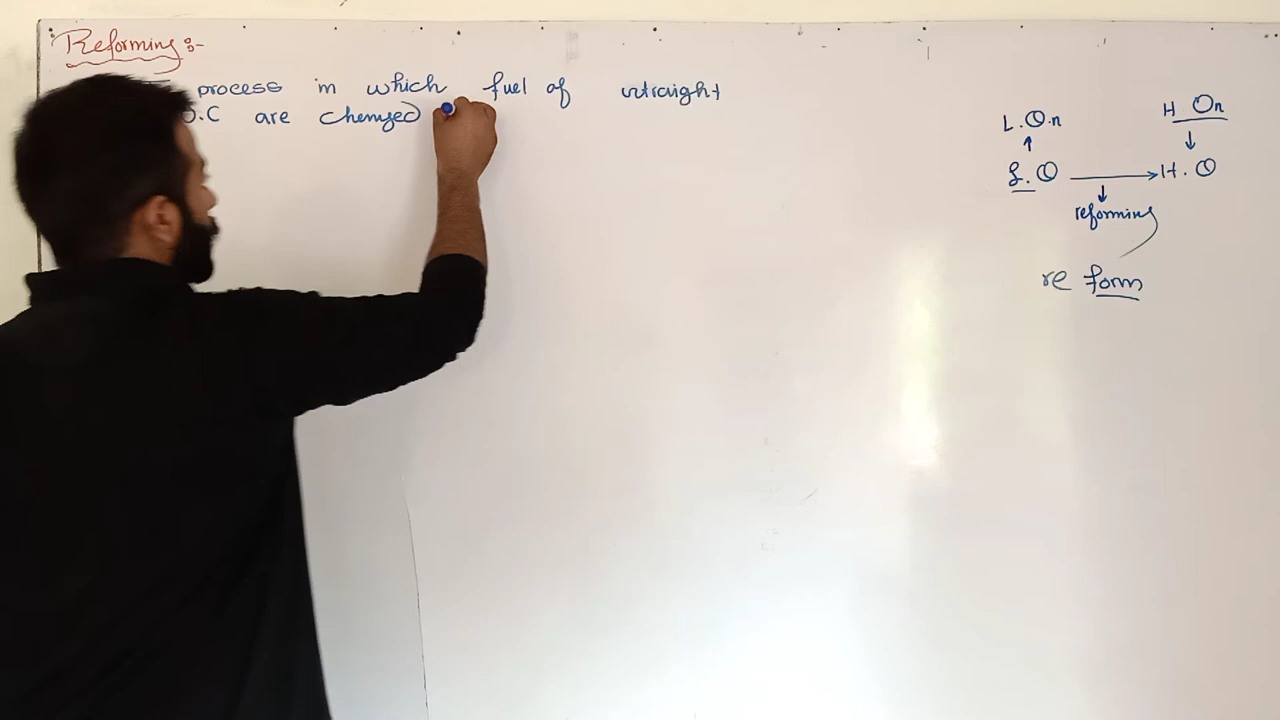 Reforming :-
process in which fuel of straight
O.C are changed
L.O.n
H On
S.O → H.O
reforming
re form